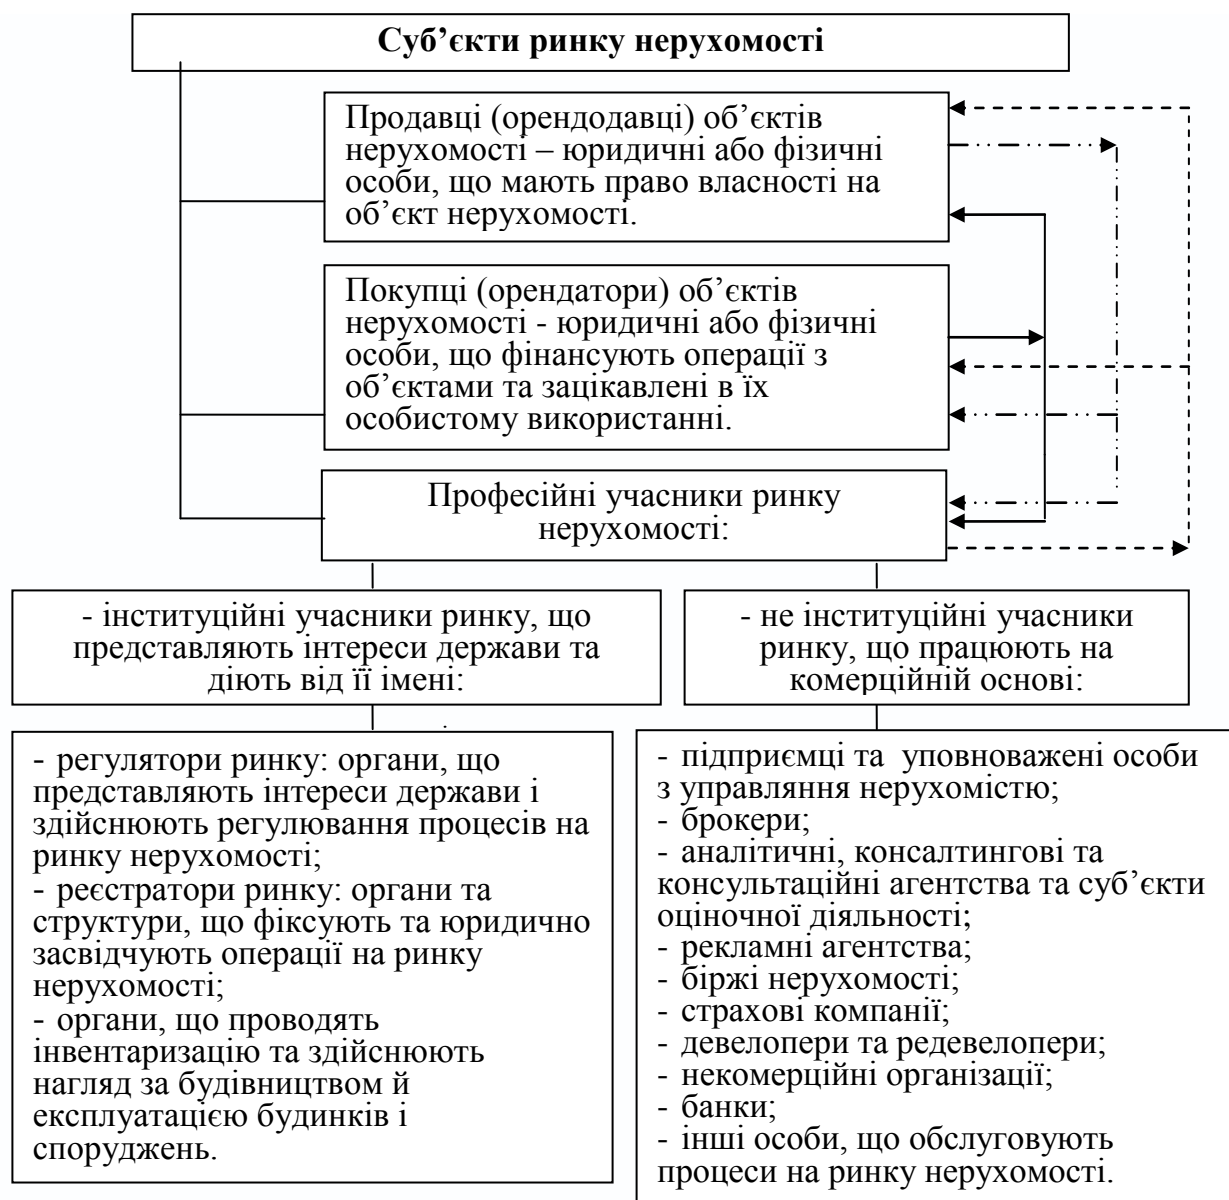 Суб’єкти ринку нерухомості
Продавці (орендодавці) об’єктів
нерухомості – юридичні або фізичні
особи, що мають право власності на
об’єкт нерухомості.
Покупці (орендатори) об’єктів
нерухомості - юридичні або фізичні
особи, що фінансують операції з
об’єктами та зацікавлені в їх
особистому використанні.
Професійні учасники ринку
нерухомості:
- інституційні учасники ринку, що
представляють інтереси держави та
діють від її імені:
- не інституційні учасники
ринку, що працюють на
комерційній основі:
- регулятори ринку: органи, що
представляють інтереси держави і
здійснюють регулювання процесів на
ринку нерухомості;
- реєстратори ринку: органи та
структури, що фіксують та юридично
засвідчують операції на ринку
нерухомості;
- органи, що проводять
інвентаризацію та здійснюють
нагляд за будівництвом й
експлуатацією будинків і
споруджень.
- підприємці та уповноважені особи
з управляння нерухомістю;
- брокери;
- аналітичні, консалтингові та
консультаційні агентства та суб’єкти
оціночної діяльності;
- рекламні агентства;
- біржі нерухомості;
- страхові компанії;
- девелопери та редевелопери;
- некомерційні організації;
- банки;
- інші особи, що обслуговують
процеси на ринку нерухомості.